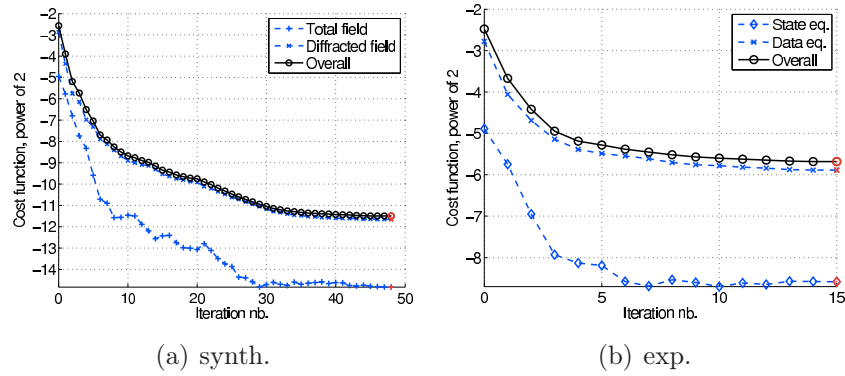 Cost function, power of 2
−2
−3
−4
−5
−6
−7
−8
−9
−10
−11
−12
−13
−14
Total field
Diffracted field
Overall
0
10
20
30
40
50
Iteration nb.
(a) synth.
Cost function, power of 2
−2
−3
−4
−5
−6
−7
−8
State eq.
Data eq.
Overall
0
5
10
15
Iteration nb.
(b) exp.